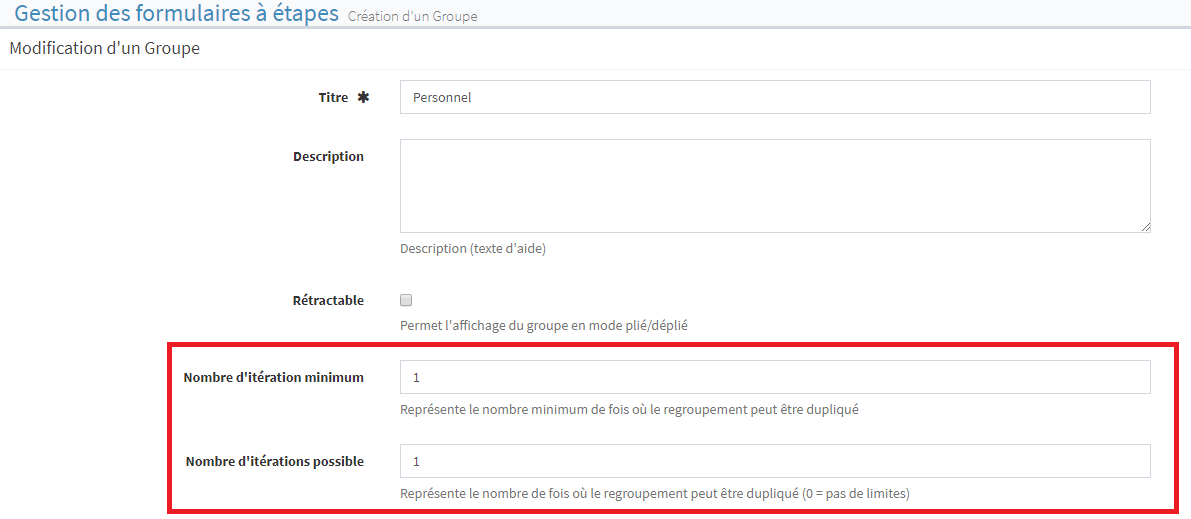 Gestion des formulaires à étapes Création d'un Groupe
Modification d'un Groupe
Titre ✱ Personnel
Description
Description (texte d'aide)
Rétractable
Permet l'affichage du groupe en mode plié/déplié
Nombre d'itération minimum 1
Représente le nombre minimum de fois où le regroupement peut être dupliqué
Nombre d'itérations possible 1
Représente le nombre de fois où le regroupement peut être dupliqué (0 = pas de limites)